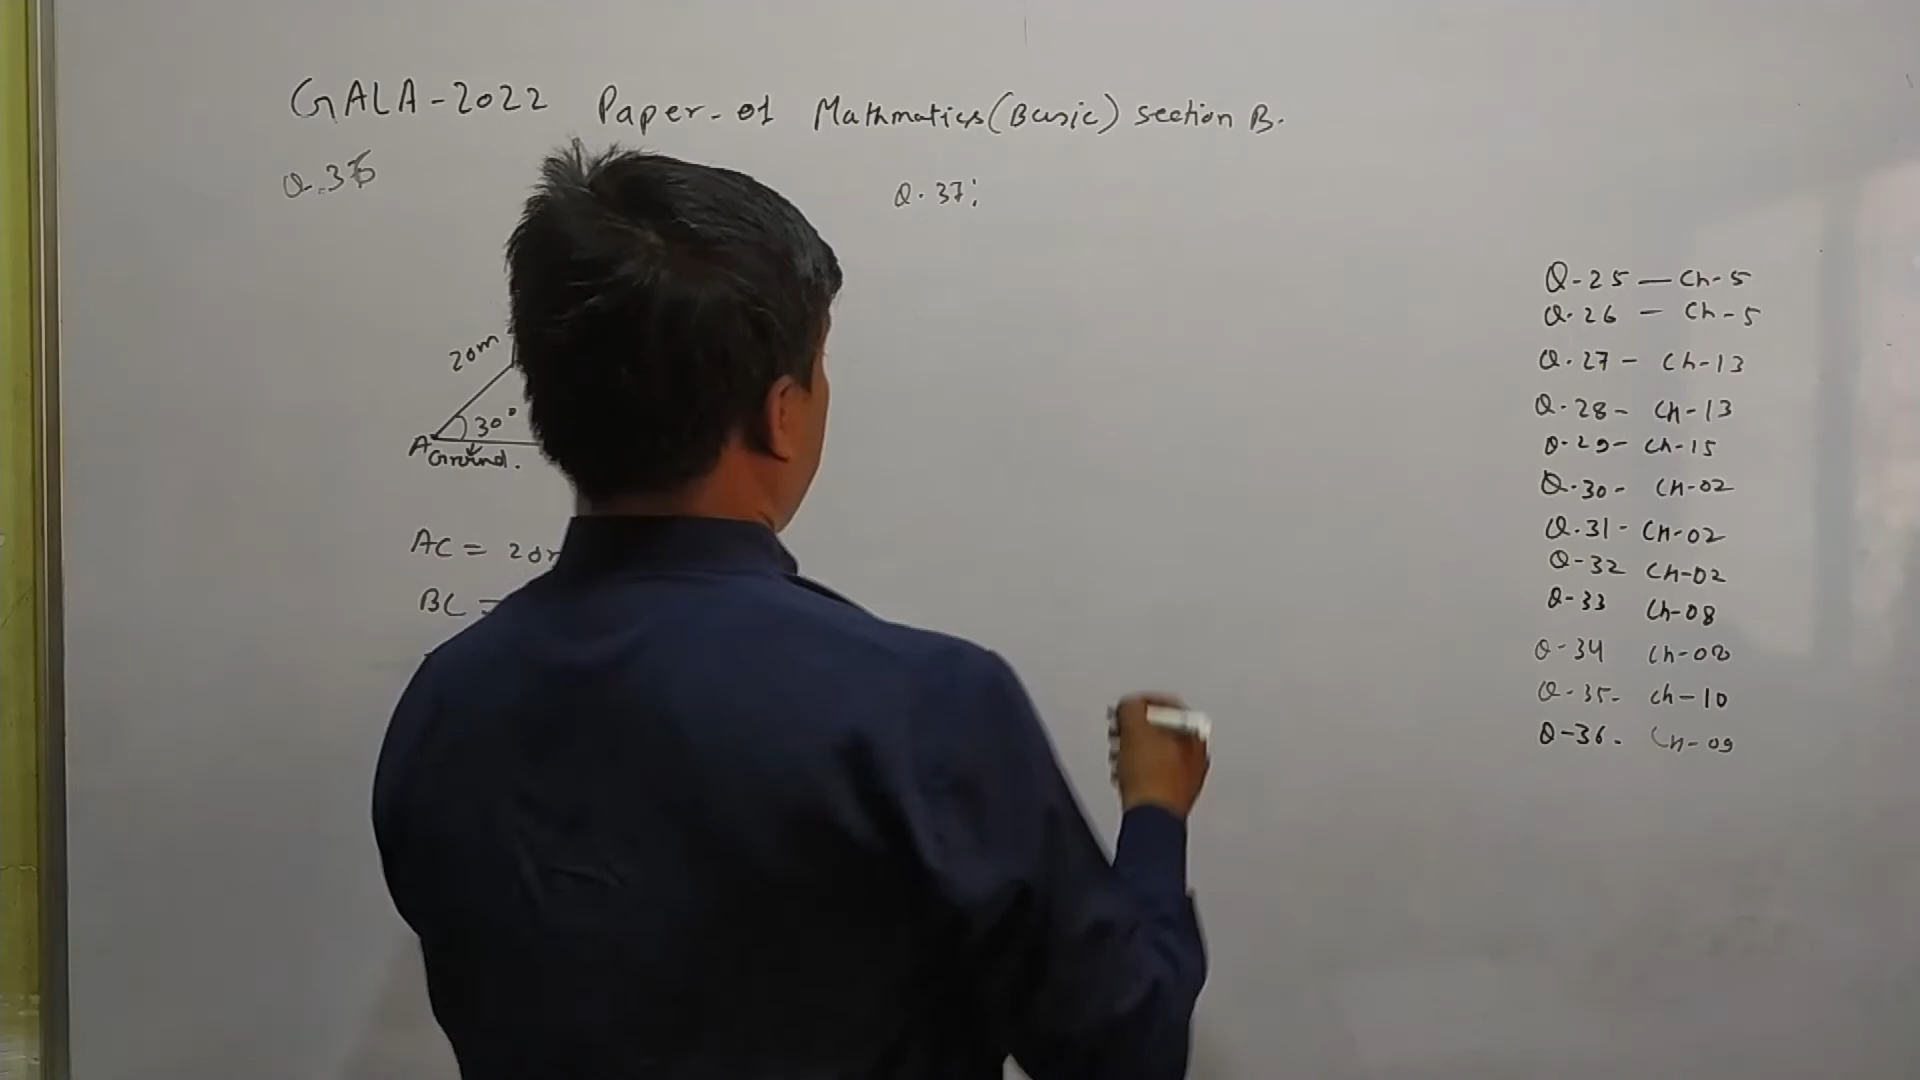 GALA-2022 Paper-of Mathmatics(Basic) section B.
Q.36
Q.37:
20m
30°
A
Ground.
AC = 20m
BC =
Q-25 — Ch-5
Q.26 — Ch-5
Q.27 — Ch-13
Q.28 - Ch-13
Q-29- Ch-15
Q.30- Ch-02
Q.31- Ch-02
Q-32 Ch-02
Q-33 Ch-08
Q-34 Ch-08
Q-35- Ch-10
Q-36. Ch-09